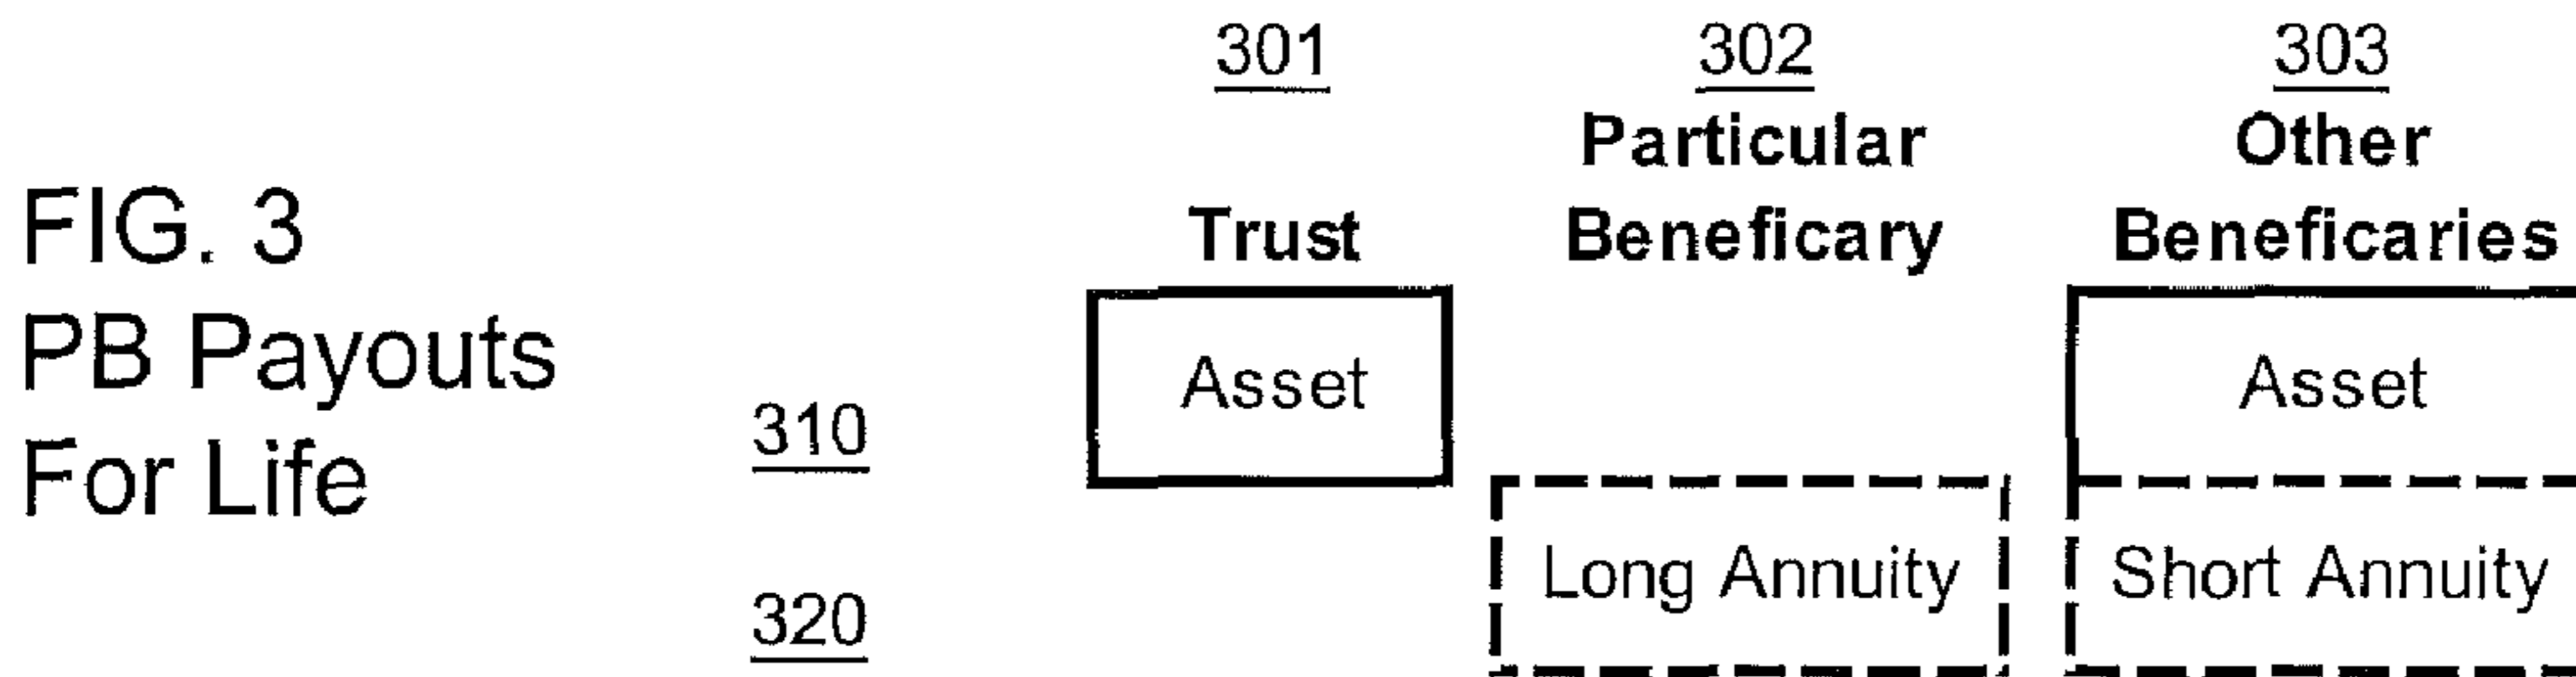 301 302 303
Particular Other
Trust Beneficary Beneficaries
FIG. 3
PB Payouts
For Life
310 Asset Asset
320 Long Annuity Short Annuity